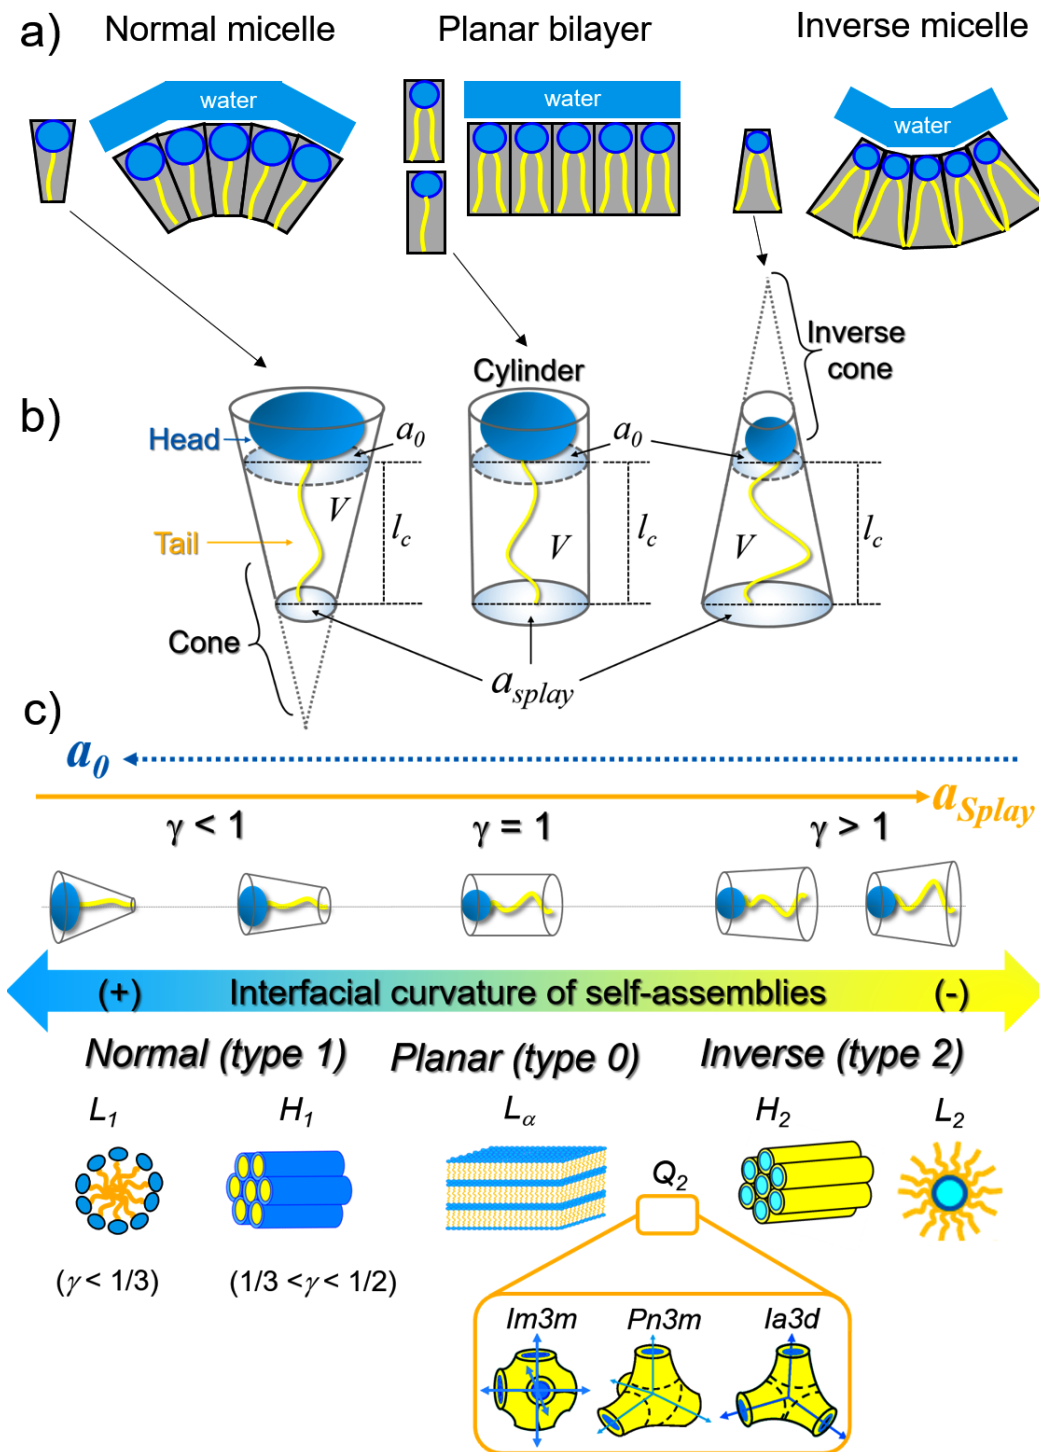 a)
Normal micelle
Planar bilayer
Inverse micelle
water
water
water
b)
Cylinder
Inverse
cone
Head
a0
a0
V
V
V
Tail
lc
lc
lc
Cone
asplay
c)
a0
aSplay
γ < 1
γ = 1
γ > 1
(+)
Interfacial curvature of self-assemblies
(-)
Normal (type 1)
Planar (type 0)
Inverse (type 2)
L1
H1
Lα
H2
L2
Q2
(γ < 1/3)
(1/3 <γ < 1/2)
Im3m
Pn3m
Ia3d